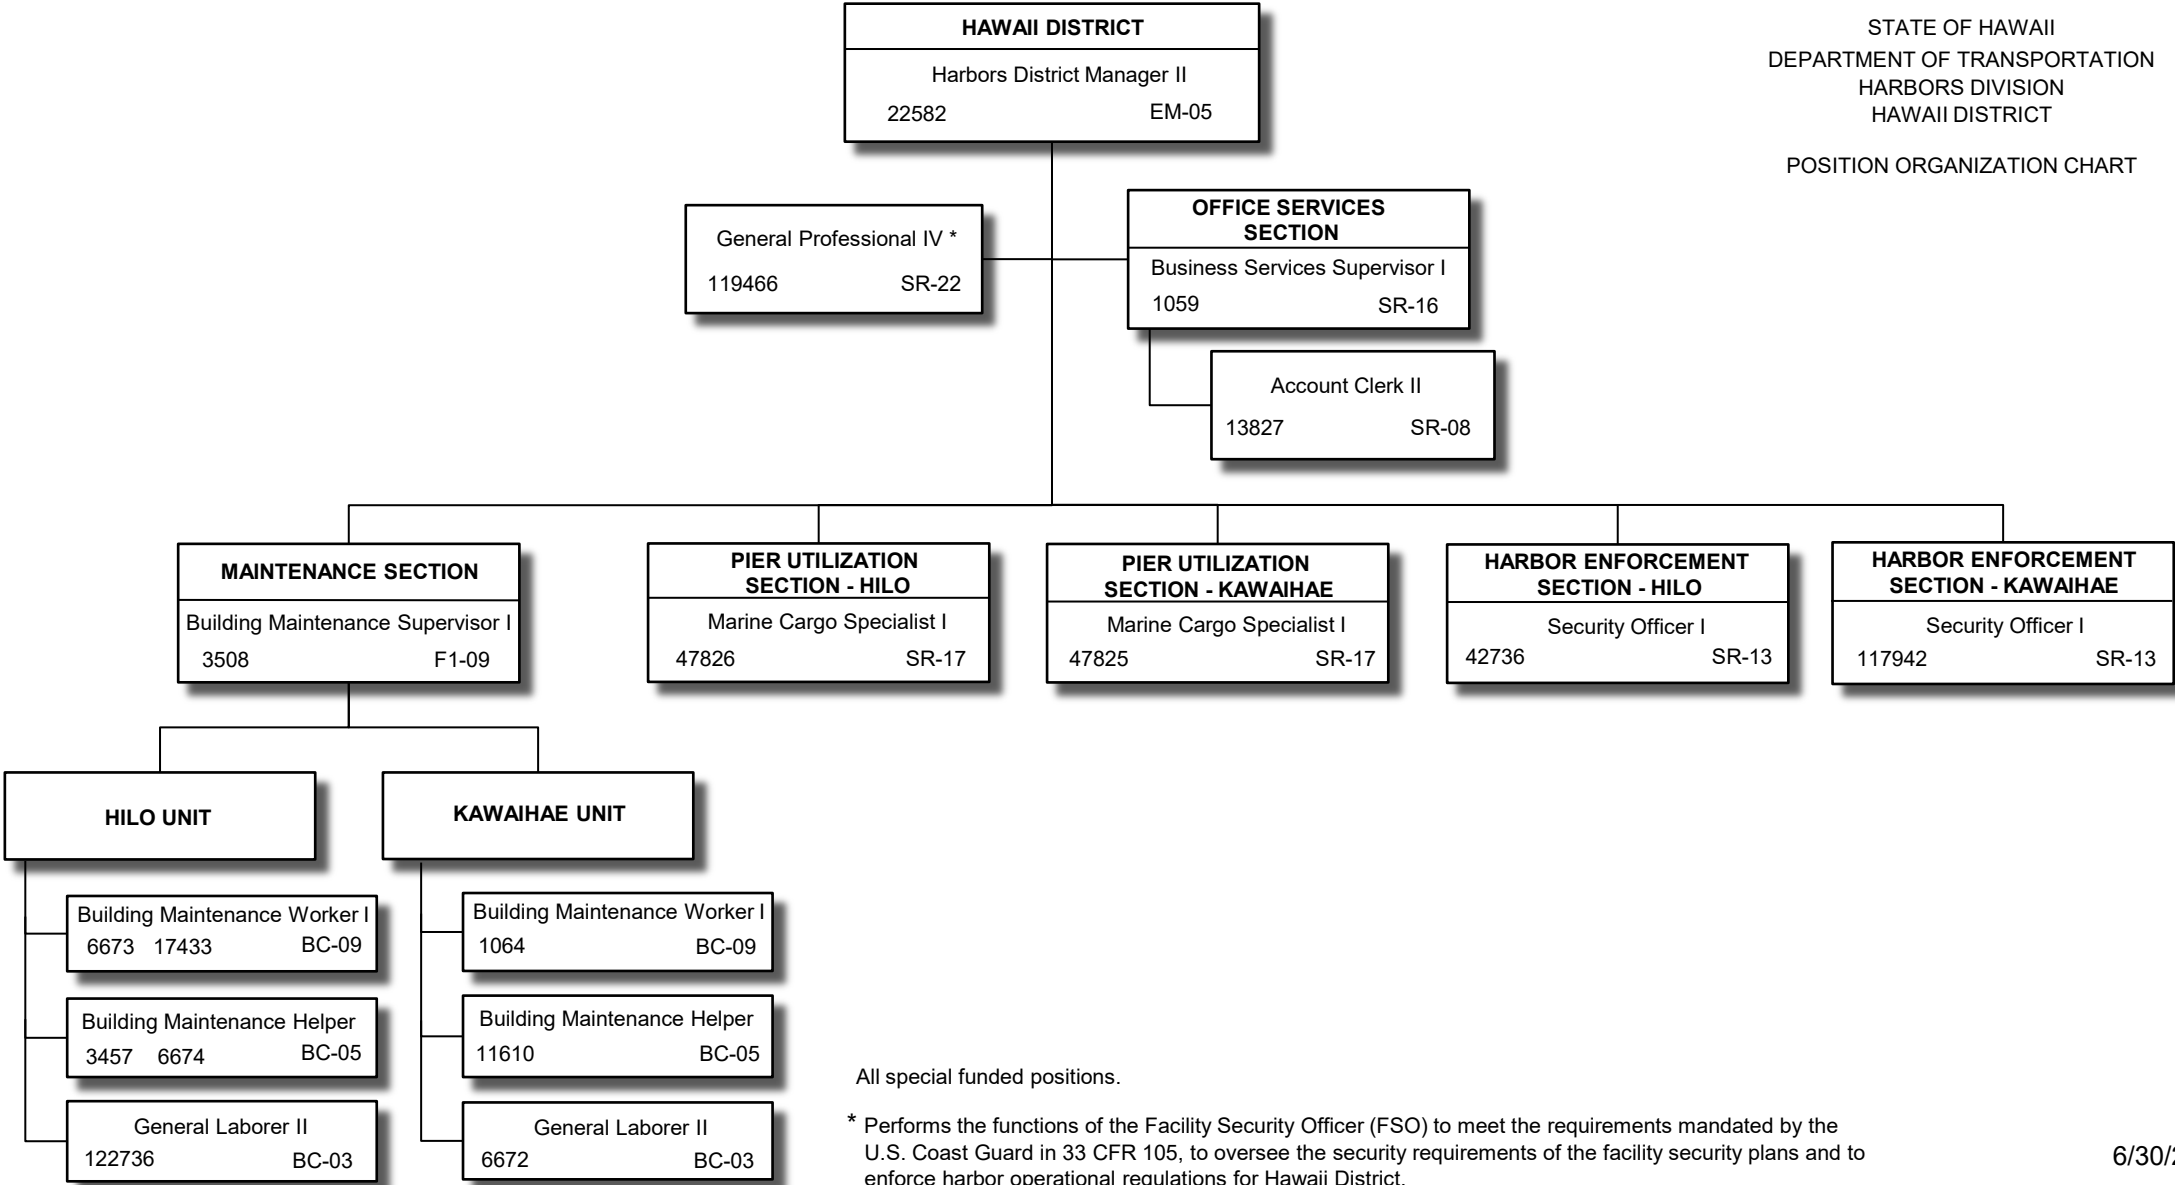 HAWAII DISTRICT
Harbors District Manager II
22582 EM-05
STATE OF HAWAII
DEPARTMENT OF TRANSPORTATION
HARBORS DIVISION
HAWAII DISTRICT
POSITION ORGANIZATION CHART
General Professional IV *
119466 SR-22
OFFICE SERVICES
SECTION
Business Services Supervisor I
1059 SR-16
Account Clerk II
13827 SR-08
MAINTENANCE SECTION
Building Maintenance Supervisor I
3508 F1-09
PIER UTILIZATION
SECTION - HILO
Marine Cargo Specialist I
47826 SR-17
PIER UTILIZATION
SECTION - KAWAIHAE
Marine Cargo Specialist I
47825 SR-17
HARBOR ENFORCEMENT
SECTION - HILO
Security Officer I
42736 SR-13
HARBOR ENFORCEMENT
SECTION - KAWAIHAE
Security Officer I
117942 SR-13
HILO UNIT
Building Maintenance Worker I
6673 17433 BC-09
Building Maintenance Helper
3457 6674 BC-05
General Laborer II
122736 BC-03
KAWAIHAE UNIT
Building Maintenance Worker I
1064 BC-09
Building Maintenance Helper
11610 BC-05
General Laborer II
6672 BC-03
All special funded positions.
* Performs the functions of the Facility Security Officer (FSO) to meet the requirements mandated by the
U.S. Coast Guard in 33 CFR 105, to oversee the security requirements of the facility security plans and to
enforce harbor operational regulations for Hawaii District.
6/30/2